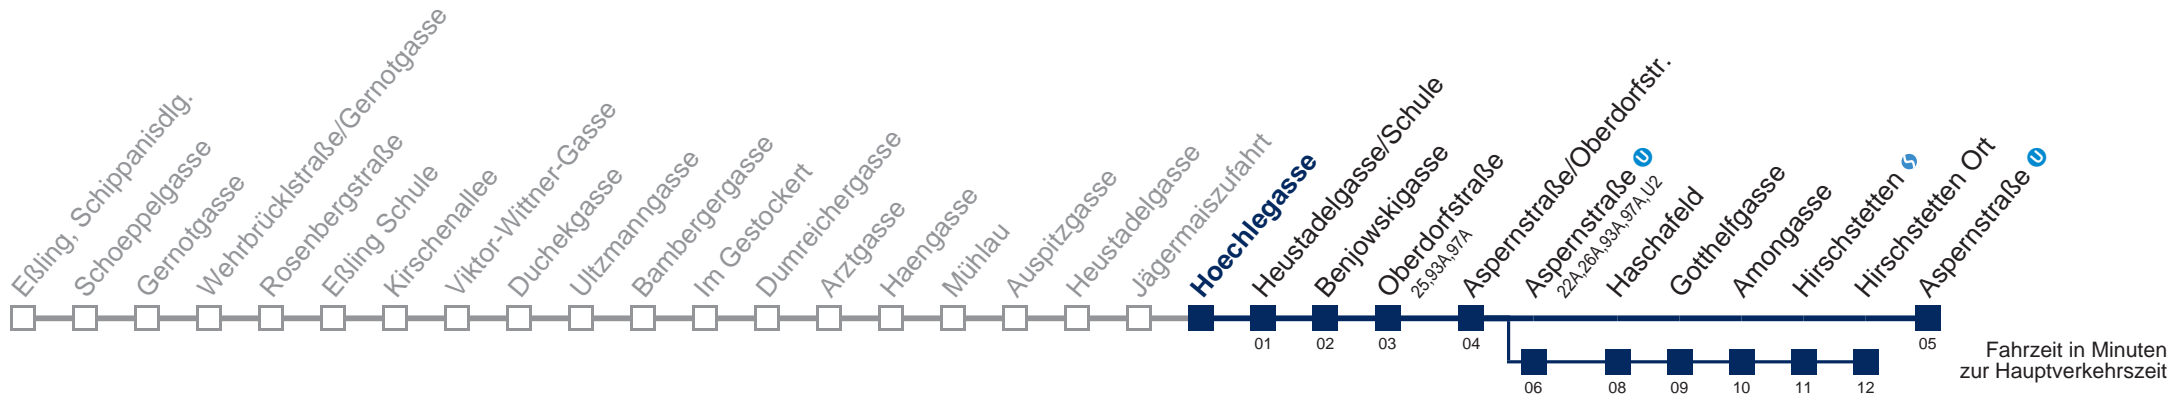 Eßling, Schippanisdlg.
Schoeppelgasse
Gernotgasse
Wehrbrücklstraße/Gernotgasse
Rosenbergstraße
Eßling Schule
Kirschenallee
Viktor-Wittner-Gasse
Duchekgasse
Ultzmanngasse
Bambergergasse
Im Gestockert
Dumreichergasse
Arztgasse
Haengasse
Mühlau
Auspitzgasse
Heustadelgasse
Jägermaiszufahrt
Hoechlegasse
Heustadelgasse/Schule
Benjowskigasse
Oberdorfstraße
25,93A,97A
Aspernstraße/Oberdorfstr.
Aspernstraße U
22A,26A,93A,97A,U2
Haschafeld
Gotthelfgasse
Amongasse
Hirschstetten S
Hirschstetten Ort
Aspernstraße U
01 02 03 04 05
06 08 09 10 11 12
Fahrzeit in Minuten
zur Hauptverkehrszeit